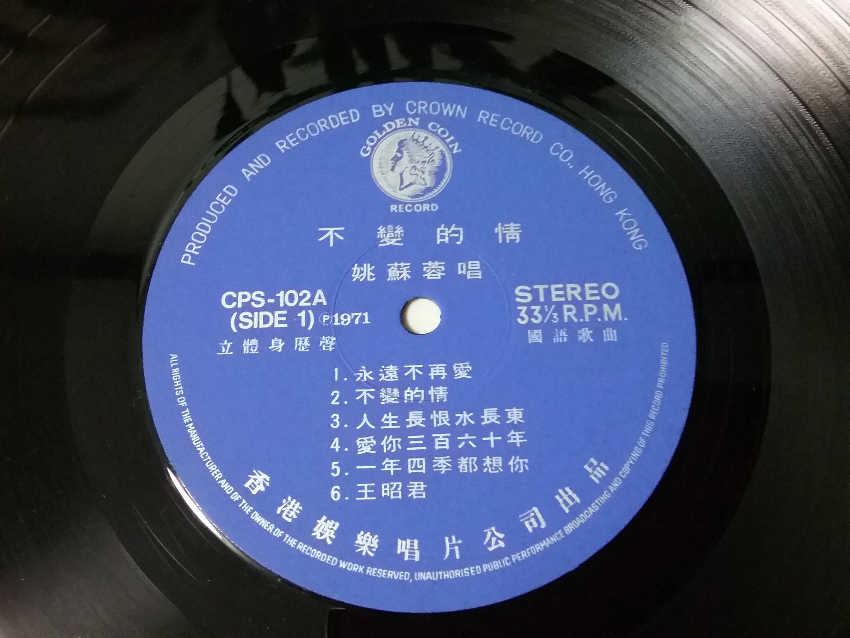 PRODUCED AND RECORDED BY CROWN RECORD CO., HONG KONG
GOLDEN COIN
RECORD
不變的情
姚蘇蓉唱
CPS-102A
(SIDE 1) Ⓟ1971
立體身歷聲
STEREO
33⅓ R.P.M.
國語歌曲
1. 永遠不再愛
2. 不變的情
3. 人生長恨水長東
4. 愛你三百六十年
5. 一年四季都想你
6. 王昭君
香港娛樂唱片公司出品
ALL RIGHTS OF THE MANUFACTURER AND OF THE OWNER OF THE RECORDED WORK RESERVED, UNAUTHORISED PUBLIC PERFORMANCE BROADCASTING AND COPYING OF THIS RECORD PROHIBITED.